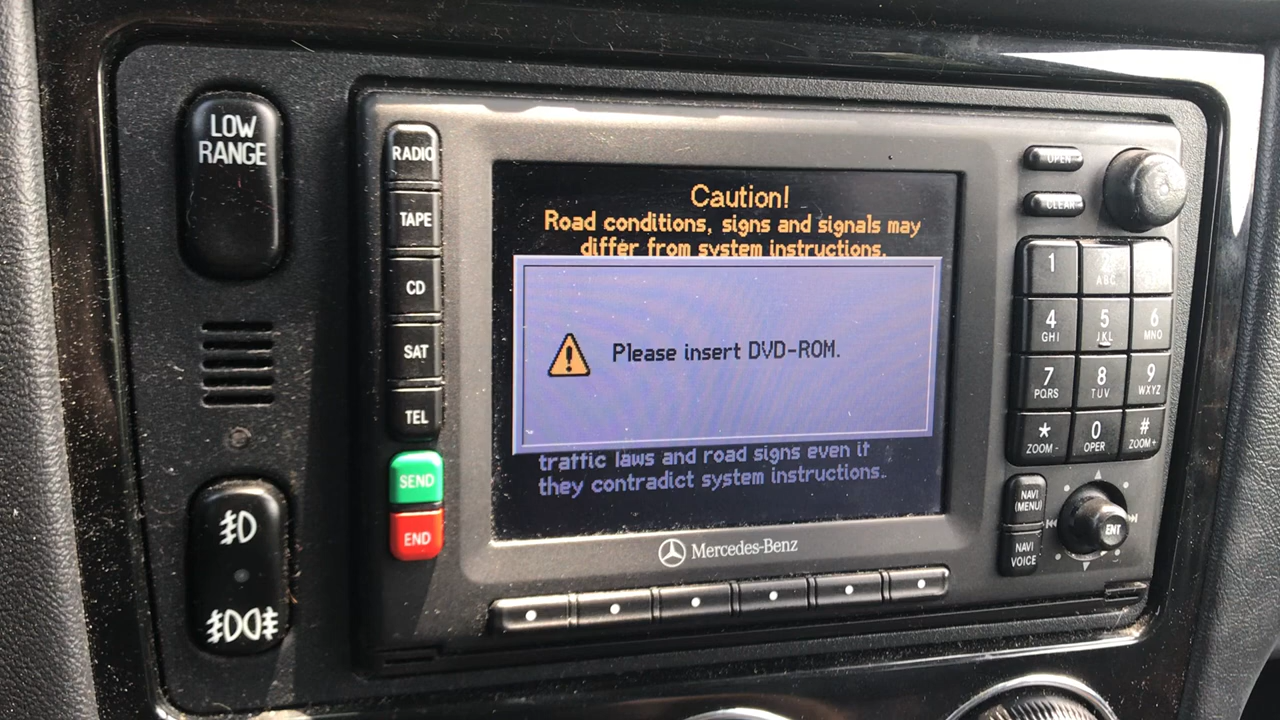 LOW
RANGE
RADIO
TAPE
CD
SAT
TEL
SEND
END
Caution!
Road conditions, signs and signals may
differ from system instructions.
Please insert DVD-ROM.
traffic laws and road signs even if
they contradict system instructions.
Mercedes-Benz
OPEN
CLEAR
1
2
ABC
4
GHI
5
JKL
6
MNO
7
PQRS
8
TUV
9
WXYZ
*
ZOOM -
0
OPER
#
ZOOM +
NAVI
(MENU)
NAVI
VOICE
ENT